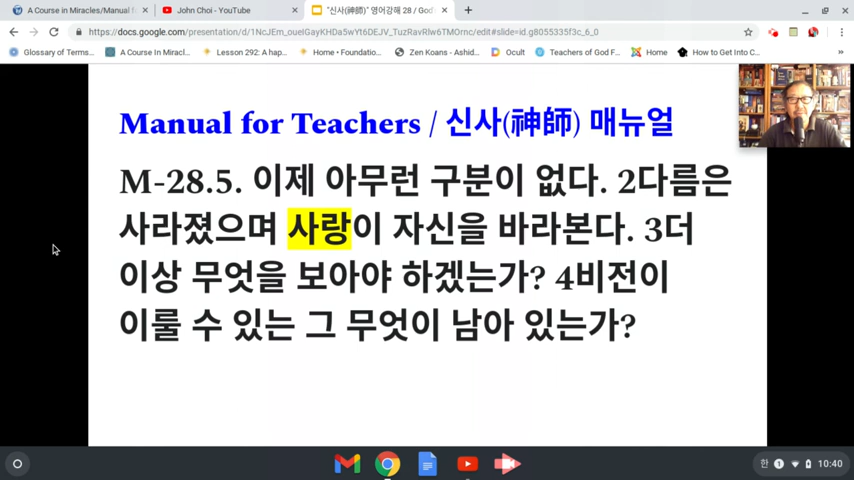 A Course in Miracles/Manual f
John Choi - YouTube
"신사(神師)" 영어강해 28 / God
https://docs.google.com/presentation/d/1NcJEm_oueIGayKHDa5wYt6DEJV_TuzRavRlw6TMOrnc/edit#slide=id.g8055335f3c_6_0
Glossary of Terms...
A Course In Miracl...
Lesson 292: A hap...
Home • Foundatio...
Zen Koans - Ashid...
Ocult
Teachers of God F...
Home
How to Get Into C...
»
Manual for Teachers / 신사(神師) 매뉴얼
M-28.5. 이제 아무런 구분이 없다. 2다름은
사라졌으며 사랑이 자신을 바라본다. 3더
이상 무엇을 보아야 하겠는가? 4비전이
이룰 수 있는 그 무엇이 남아 있는가?
한 1 10:40